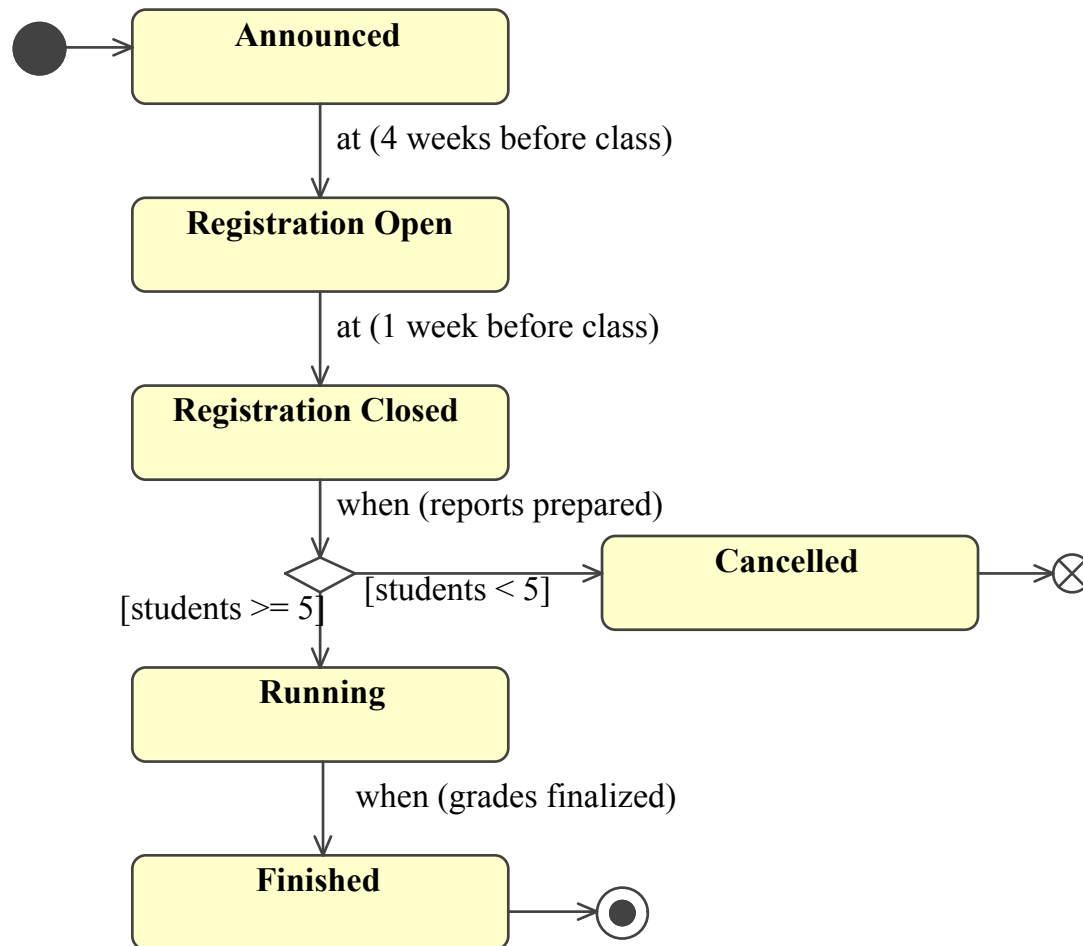 Announced
at (4 weeks before class)
Registration Open
at (1 week before class)
Registration Closed
when (reports prepared)
Cancelled
[students < 5]
[students >= 5]
Running
when (grades finalized)
Finished